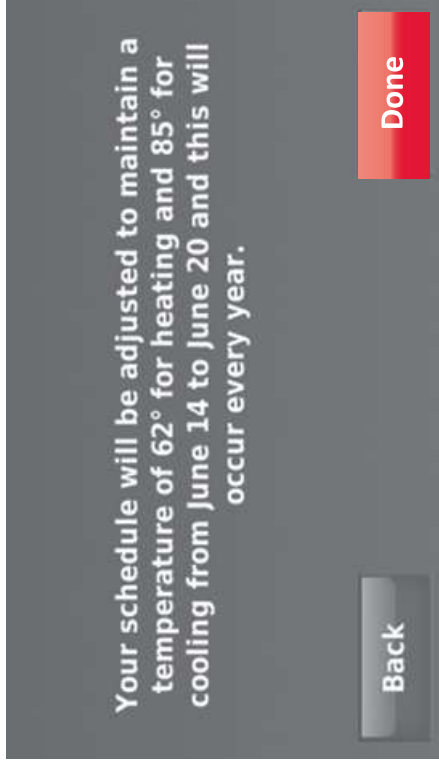 Your schedule will be adjusted to maintain a
temperature of 62° for heating and 85° for
cooling from June 14 to June 20 and this will
occur every year.
Back
Done